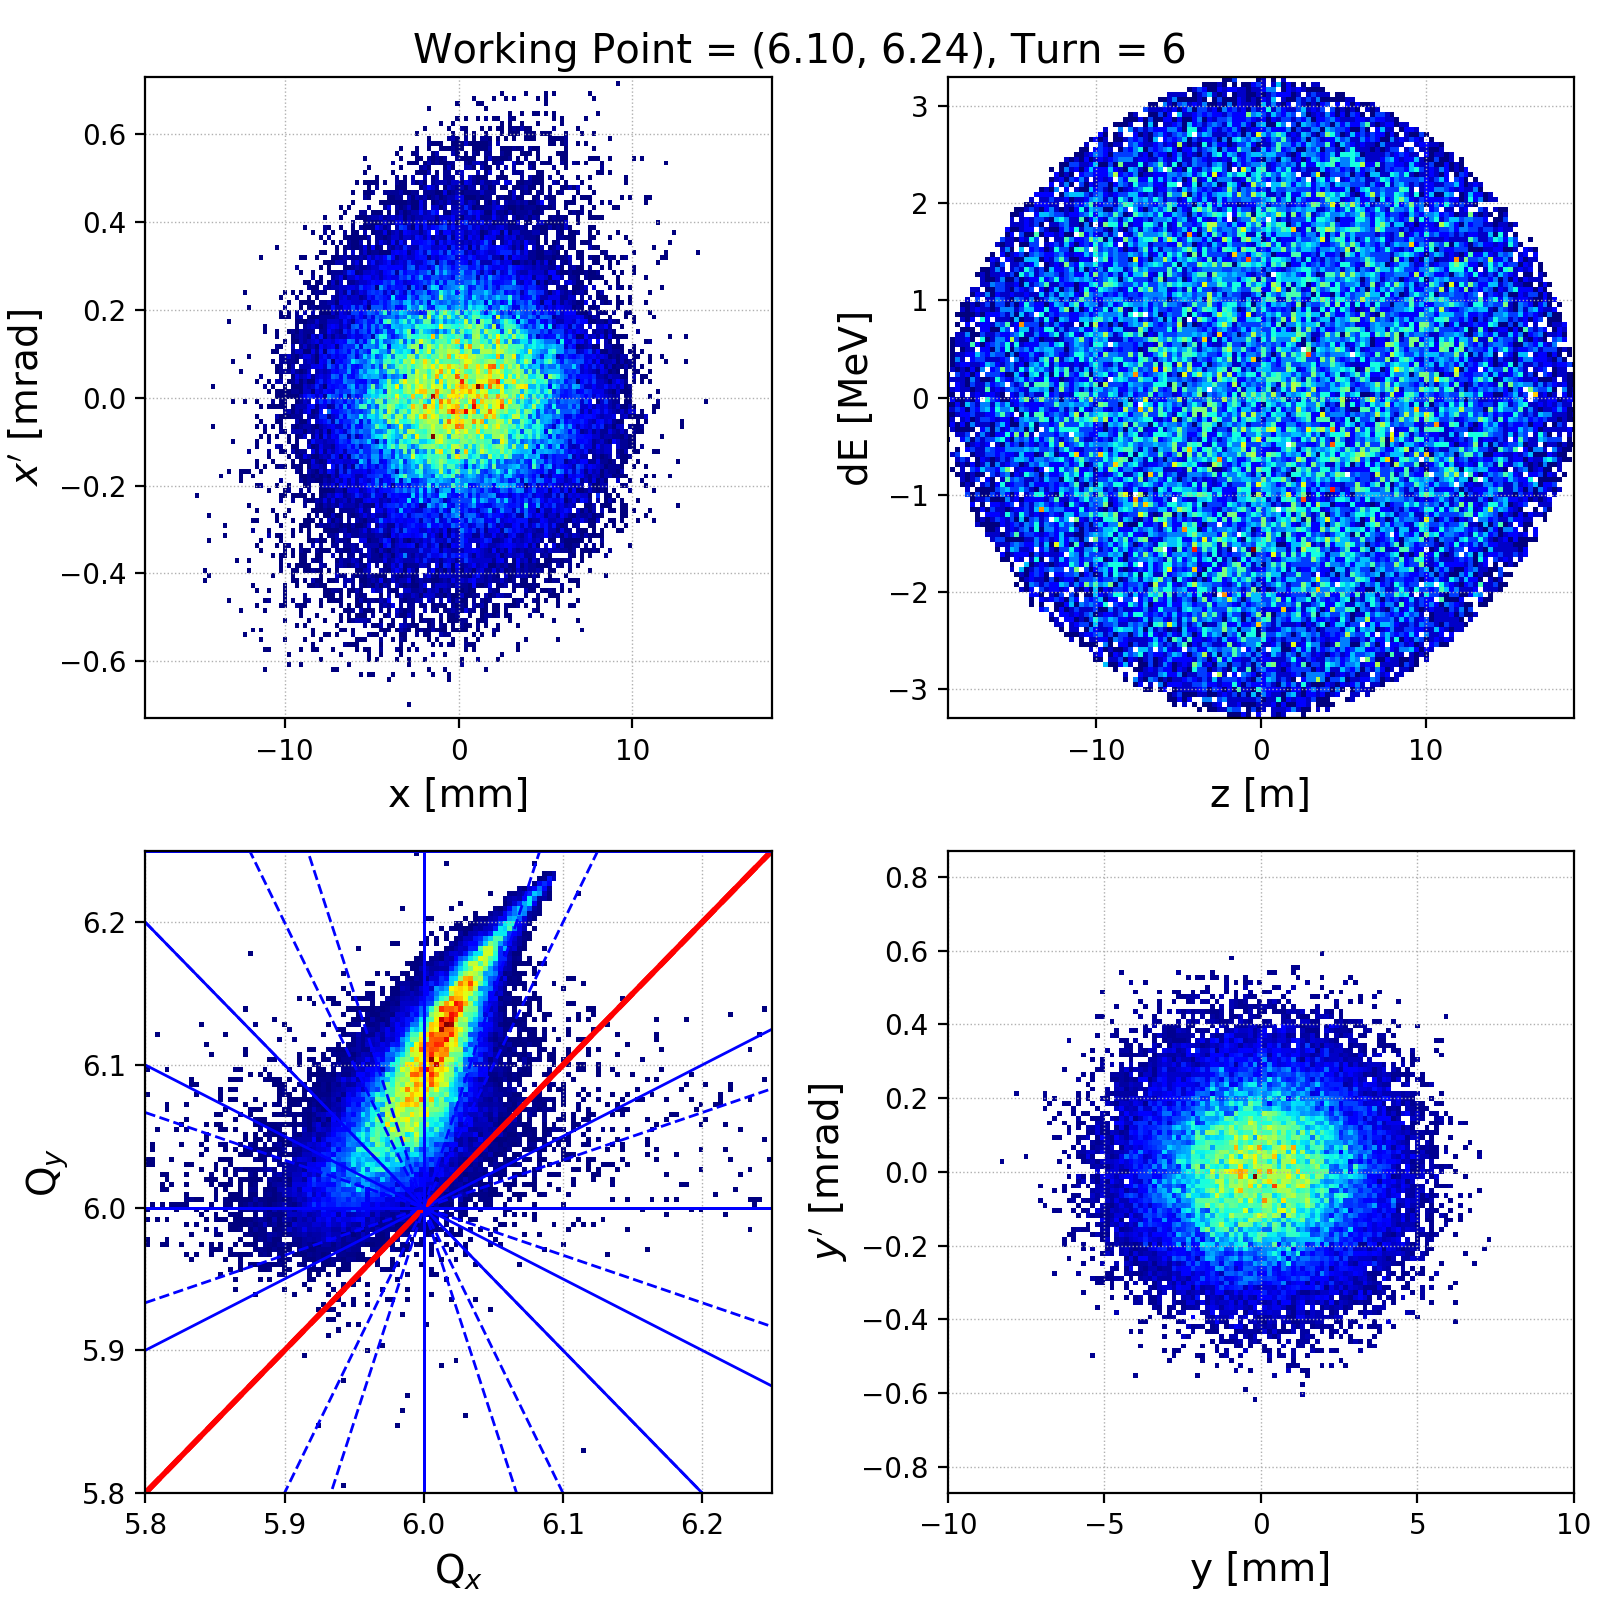 Working Point = (6.10, 6.24), Turn = 6
0.6
0.4
0.2
0.0
−0.2
−0.4
−0.6
x′ [mrad]
−10 0 10
x [mm]
3
2
1
0
−1
−2
−3
dE [MeV]
−10 0 10
z [m]
6.2
6.1
6.0
5.9
5.8
Qy
5.8 5.9 6.0 6.1 6.2
Qx
0.8
0.6
0.4
0.2
0.0
−0.2
−0.4
−0.6
−0.8
y′ [mrad]
−10 −5 0 5 10
y [mm]